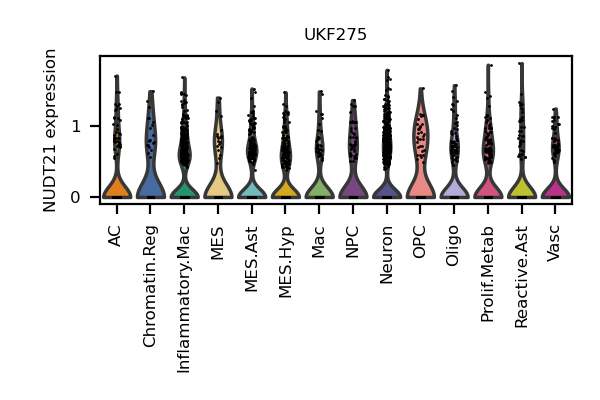 UKF275
NUDT21 expression
1
0
AC
Chromatin.Reg
Inflammatory.Mac
MES
MES.Ast
MES.Hyp
Mac
NPC
Neuron
OPC
Oligo
Prolif.Metab
Reactive.Ast
Vasc